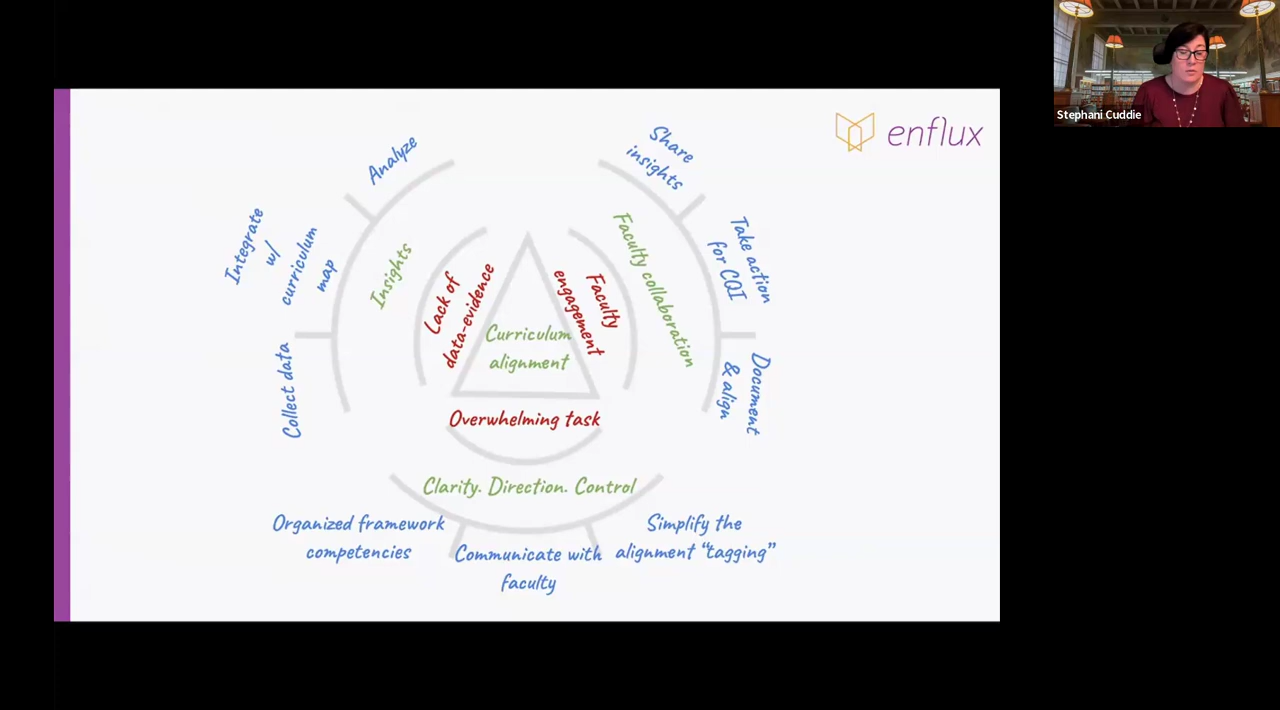 Stephani Cuddie
enflux
Analyze
Share
insights
Integrate
w/
curriculum
map
Insights
Faculty collaboration
Take action
for CQI
Lack of
data-evidence
Faculty
engagement
Curriculum
alignment
Collect data
Document
& align
Overwhelming task
Clarity. Direction. Control
Organized framework
competencies
Communicate with
faculty
Simplify the
alignment “tagging”